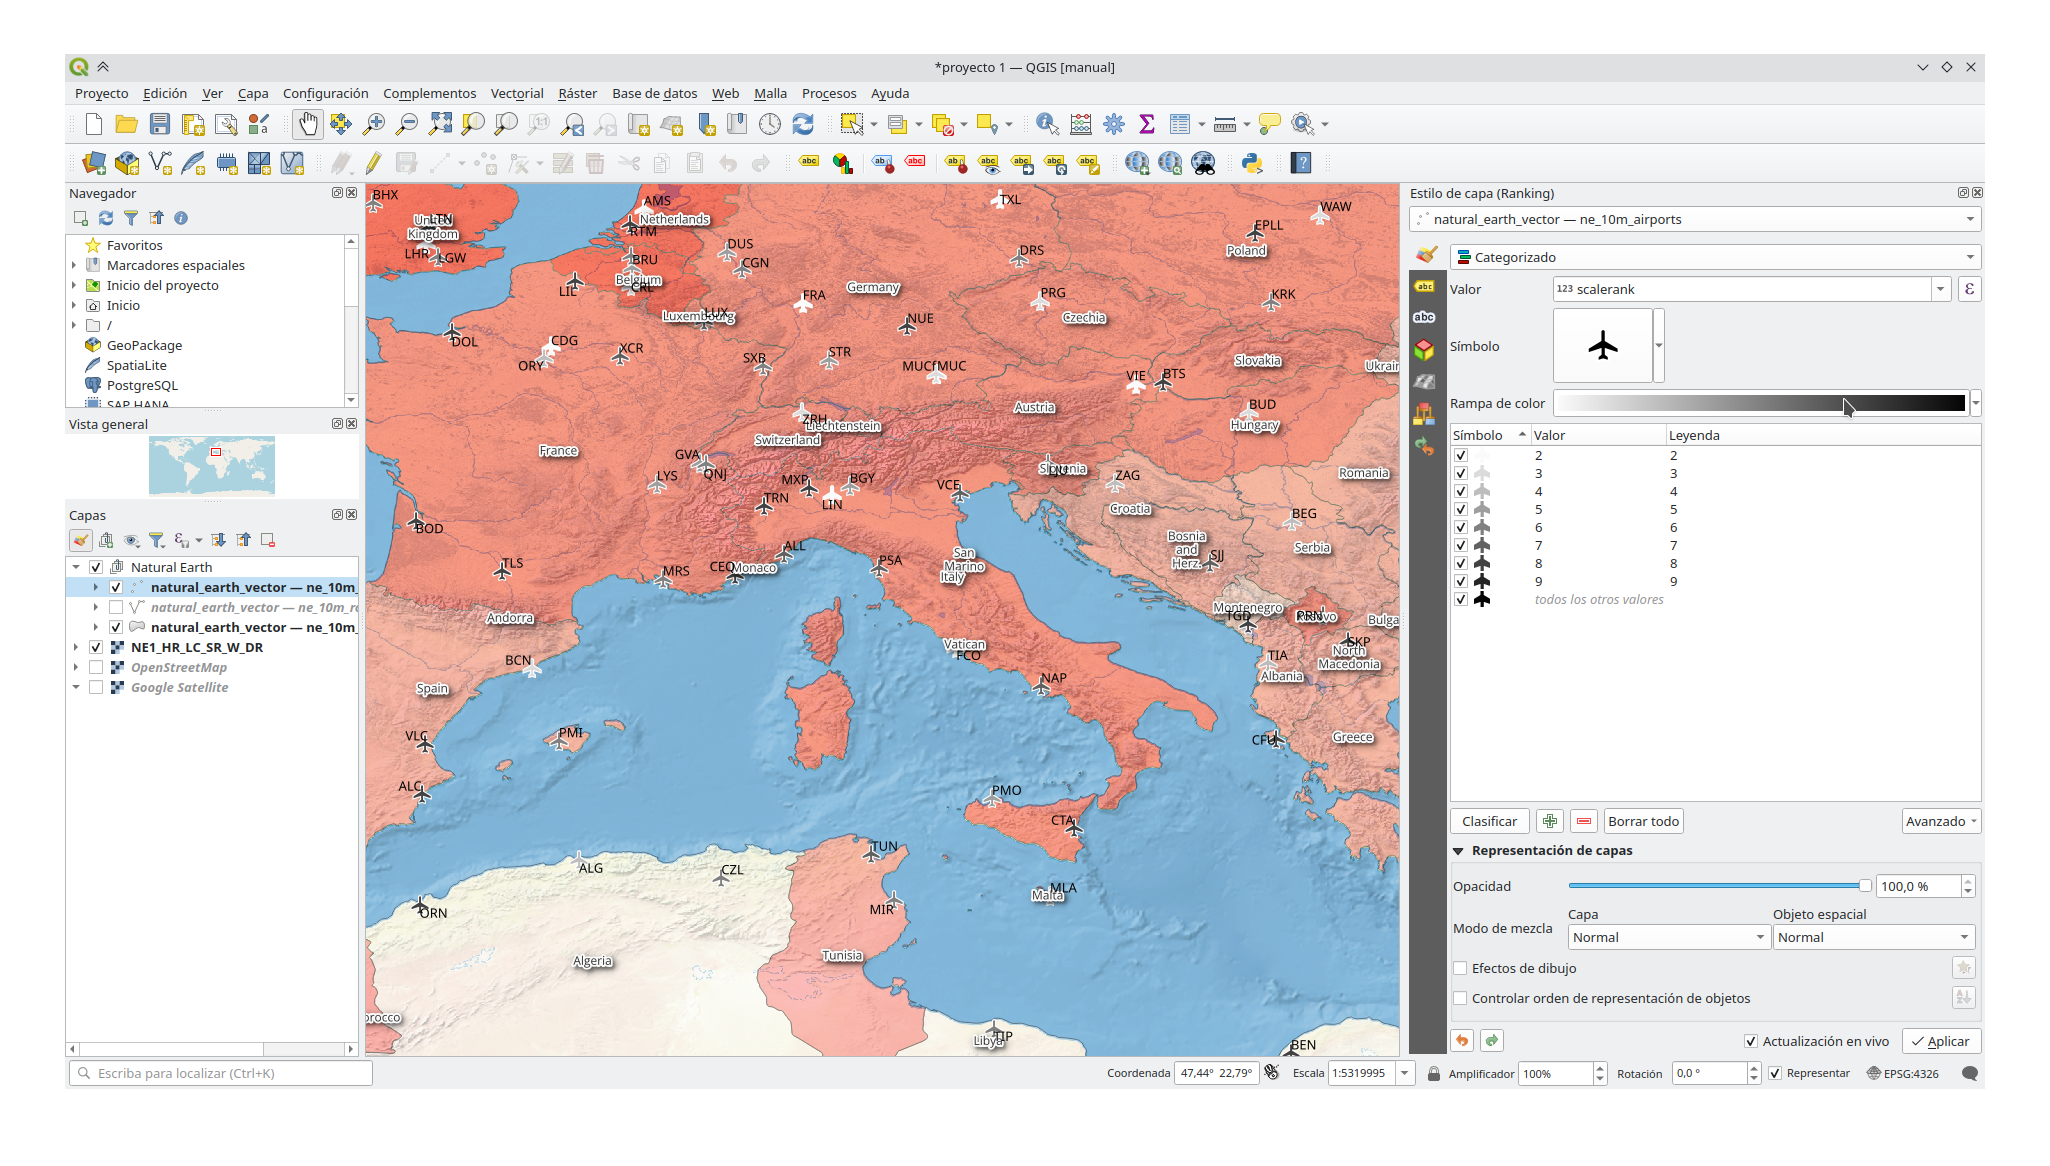 *proyecto 1 — QGIS [manual]
Proyecto Edición Ver Capa Configuración Complementos Vectorial Ráster Base de datos Web Malla Procesos Ayuda
Navegador
Favoritos
Marcadores espaciales
Inicio del proyecto
Inicio
/
GeoPackage
SpatiaLite
PostgreSQL
SAP HANA
Vista general
Capas
Natural Earth
natural_earth_vector — ne_10m_
natural_earth_vector — ne_10m_r
natural_earth_vector — ne_10m_
NE1_HR_LC_SR_W_DR
OpenStreetMap
Google Satellite
BHX
LTN
United
Kingdom
LHR
LGW
AMS
Netherlands
RTM
BRU
Belgium
CRL
LIL
DUS
CGN
TXL
WAW
EPLL
Poland
DRS
Germany
FRA
PRG
Czechia
KRK
LUX
Luxembourg
NUE
DOL
CDG
ORY
XCR
SXB
STR
MUCfMUC
Slovakia
Ukrain
VIE
BTS
Austria
BUD
Hungary
ZRH
Liechtenstein
Switzerland
France
GVA
QNJ
LYS
MXP
BGY
TRN
LIN
VCE
Slovenia
LJU
ZAG
Croatia
Romania
BOD
BEG
Serbia
Bosnia
and
Herz.
SJJ
TLS
ALL
MRS
CEQ
Monaco
PSA
San
Marino
Italy
Andorra
Montenegro
TGD
PRN
Kosovo
Bulga
SKP
North
Macedonia
Vatican
FCO
TIA
Albania
BCN
Spain
NAP
VLC
PMI
CFU
Greece
ALC
PMO
CTA
TUN
ALG
CZL
MLA
Malta
ORN
MIR
Algeria
Tunisia
orocco
TIP
Libya
BEN
Estilo de capa (Ranking)
natural_earth_vector — ne_10m_airports
Categorizado
Valor 123 scalerank
Símbolo
Rampa de color
Símbolo Valor Leyenda
2 2
3 3
4 4
5 5
6 6
7 7
8 8
9 9
todos los otros valores
Clasificar Borrar todo Avanzado
Representación de capas
Opacidad 100,0 %
Capa Objeto espacial
Modo de mezcla Normal Normal
Efectos de dibujo
Controlar orden de representación de objetos
Actualización en vivo Aplicar
Escriba para localizar (Ctrl+K) Coordenada 47,44° 22,79° Escala 1:5319995 Amplificador 100% Rotación 0,0 ° Representar EPSG:4326